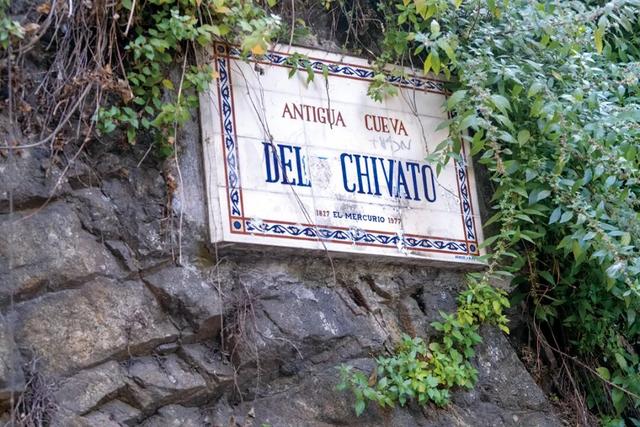 ANTIGUA CUEVA
DEL CHIVATO
1827 EL MERCURIO 1977